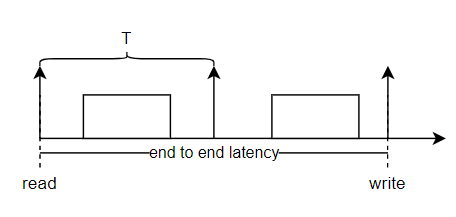 T
end to end latency
read
write